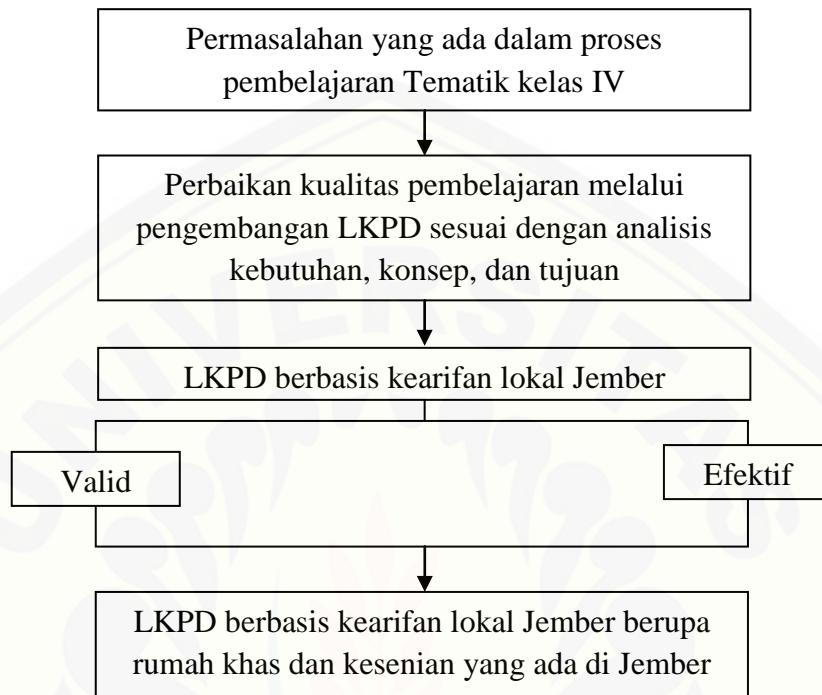 Permasalahan yang ada dalam proses
pembelajaran Tematik kelas IV
Perbaikan kualitas pembelajaran melalui
pengembangan LKPD sesuai dengan analisis
kebutuhan, konsep, dan tujuan
LKPD berbasis kearifan lokal Jember
Valid
Efektif
LKPD berbasis kearifan lokal Jember berupa
rumah khas dan kesenian yang ada di Jember
UNIVERSITAS